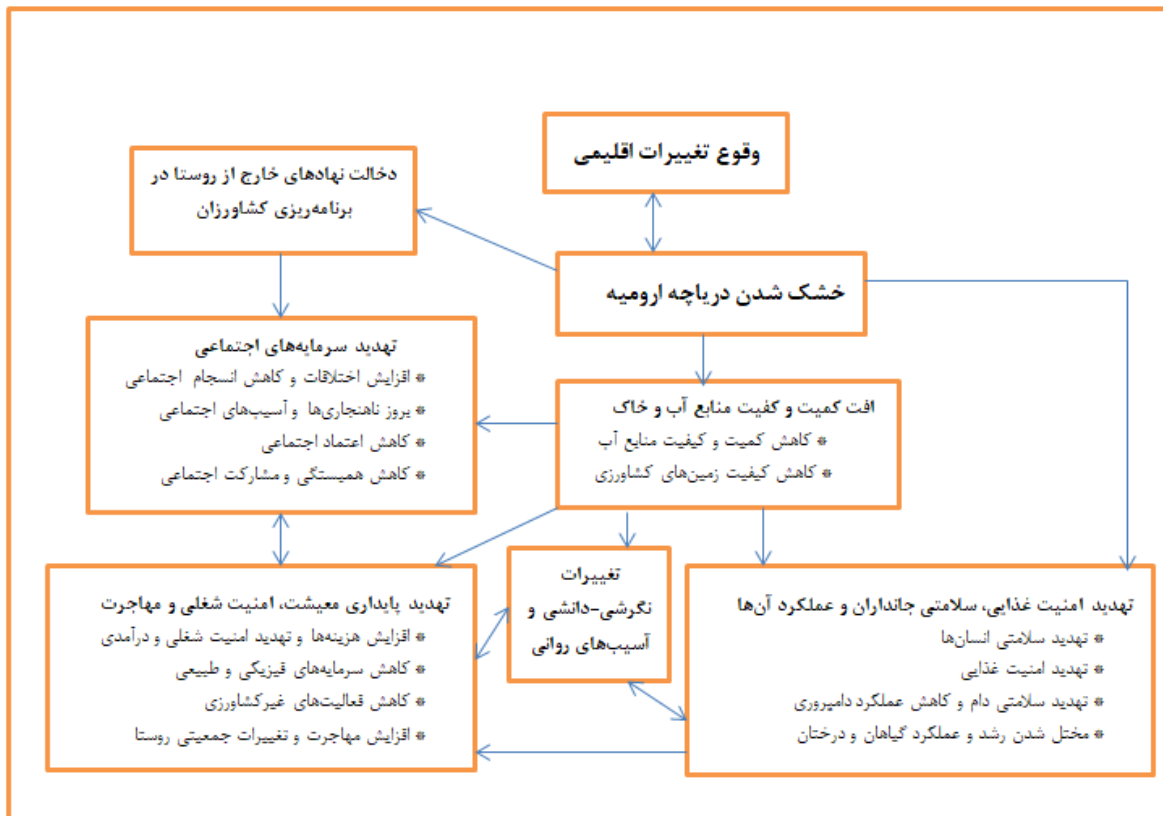 وقوع تغییرات اقلیمی
دخالت نهادهای خارج از روستا در
برنامه‌ریزی کشاورزان
خشک شدن دریاچه ارومیه
تهدید سرمایه‌های اجتماعی
* افزایش اختلافات و کاهش انسجام اجتماعی
* بروز ناهنجاری‌ها و آسیب‌های اجتماعی
* کاهش اعتماد اجتماعی
* کاهش همبستگی و مشارکت اجتماعی
افت کمیت و کفیت منابع آب و خاک
* کاهش کمیت و کیفیت منابع آب
* کاهش کیفیت زمین‌های کشاورزی
تهدید پایداری معیشت، امنیت شغلی و مهاجرت
* افزایش هزینه‌ها و تهدید امنیت شغلی و درآمدی
* کاهش سرمایه‌های فیزیکی و طبیعی
* کاهش فعالیت‌های غیرکشاورزی
* افزایش مهاجرت و تغییرات جمعیتی روستا
تغییرات
نگرشی-دانشی و
آسیب‌های روانی
تهدید امنیت غذایی، سلامتی جانداران و عملکرد آن‌ها
* تهدید سلامتی انسان‌ها
* تهدید امنیت غذایی
* تهدید سلامتی دام و کاهش عملکرد دامپروری
* مختل شدن رشد و عملکرد گیاهان و درختان